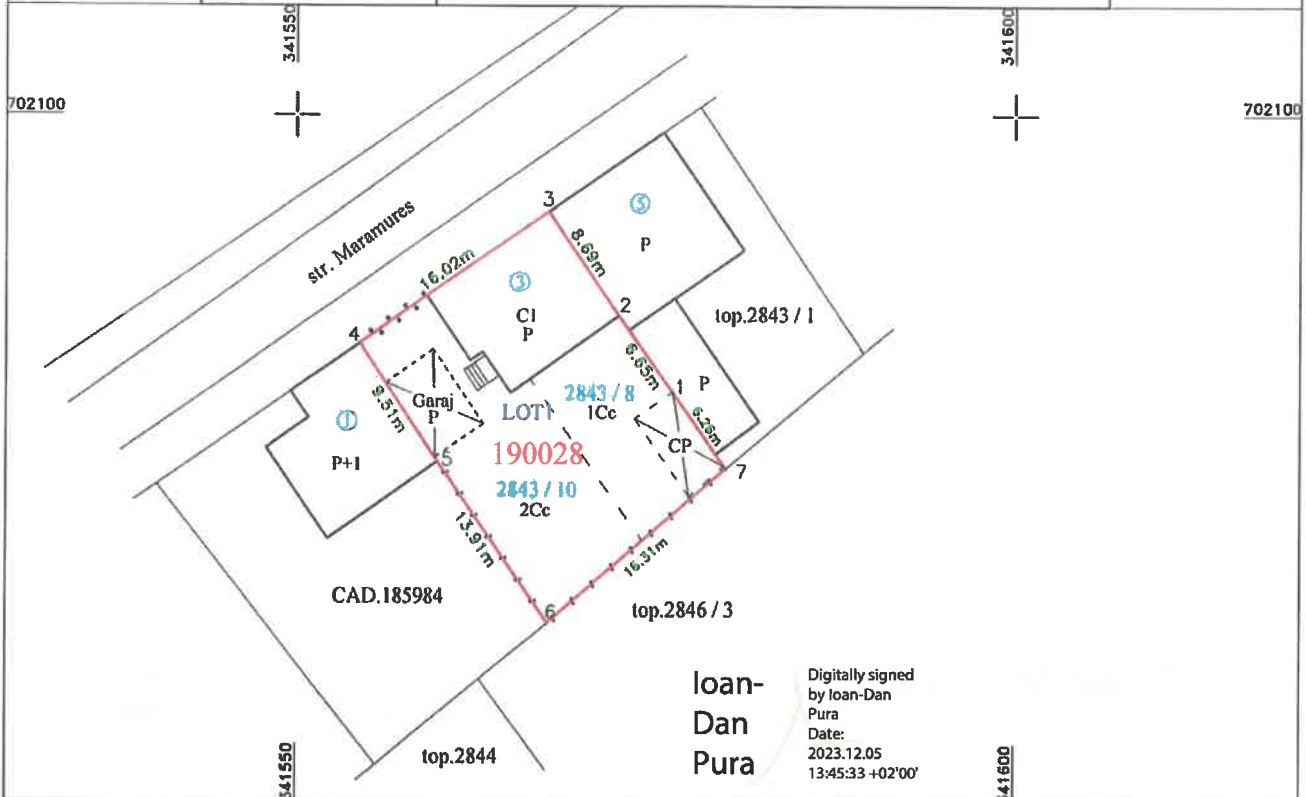 341550
341600
702100
702100
3
⑤
str. Maramures
8.69m
P
16.02m
③
C1
P
2
top.2843 / 1
4
6.65m
9.51m
Garaj
P
2843 / 8
1
P
①
LOT1
1Cc
6.26m
CP
P+1
5
190028
7
2843 / 10
2Cc
13.91m
16.31m
CAD.185984
6
top.2846 / 3
Ioan-
Dan
Pura
Digitally signed
by Ioan-Dan
Pura
Date:
2023.12.05
13:45:33 +02'00'
top.2844
341550
341600